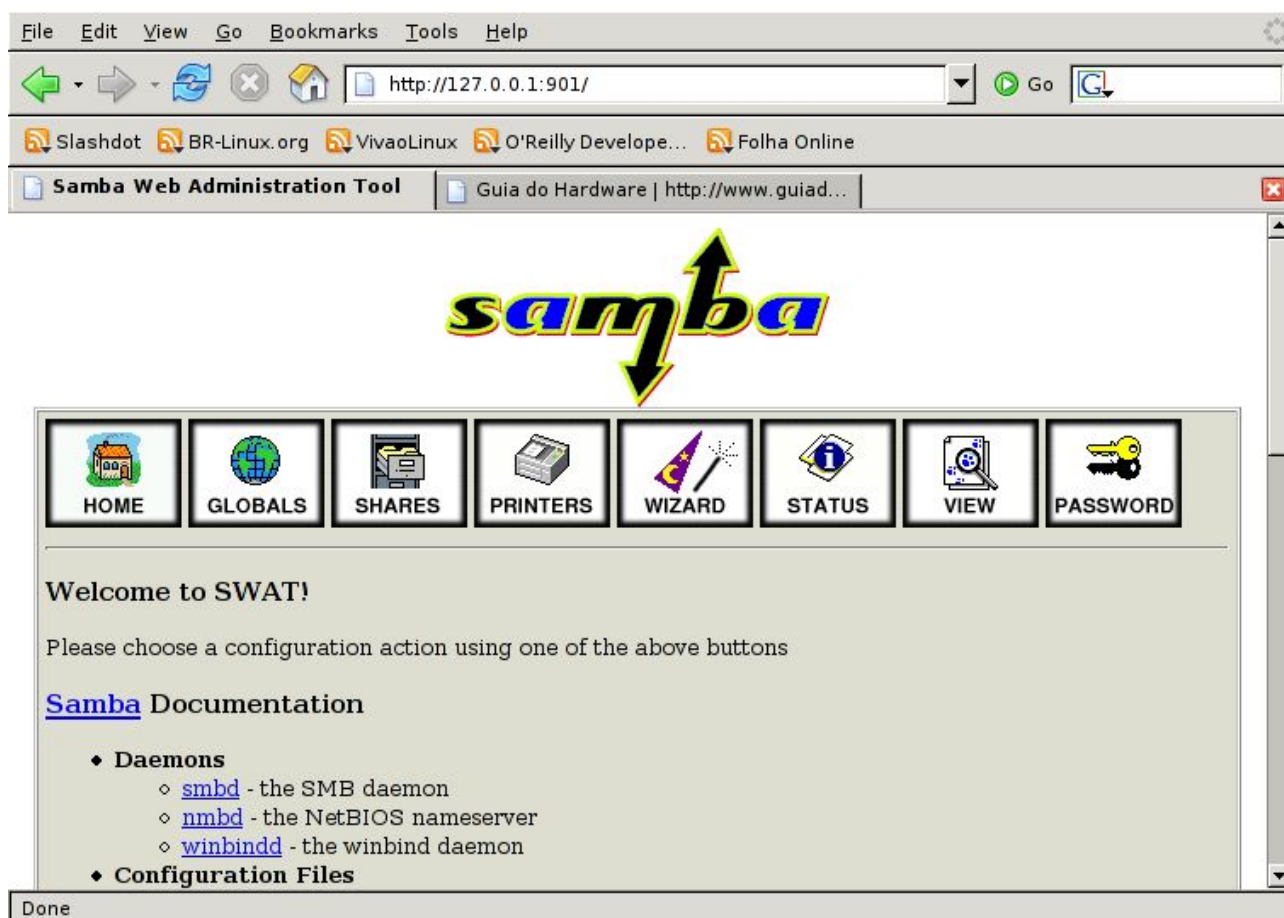 File Edit View Go Bookmarks Tools Help
http://127.0.0.1:901/ Go G
Slashdot BR-Linux.org VivaoLinux O'Reilly Develope... Folha Online
Samba Web Administration Tool Guia do Hardware | http://www.guiad...
samba
HOME GLOBALS SHARES PRINTERS WIZARD STATUS VIEW PASSWORD
Welcome to SWAT!
Please choose a configuration action using one of the above buttons
Samba Documentation
Daemons
smbd - the SMB daemon
nmbd - the NetBIOS nameserver
winbindd - the winbind daemon
Configuration Files
Done